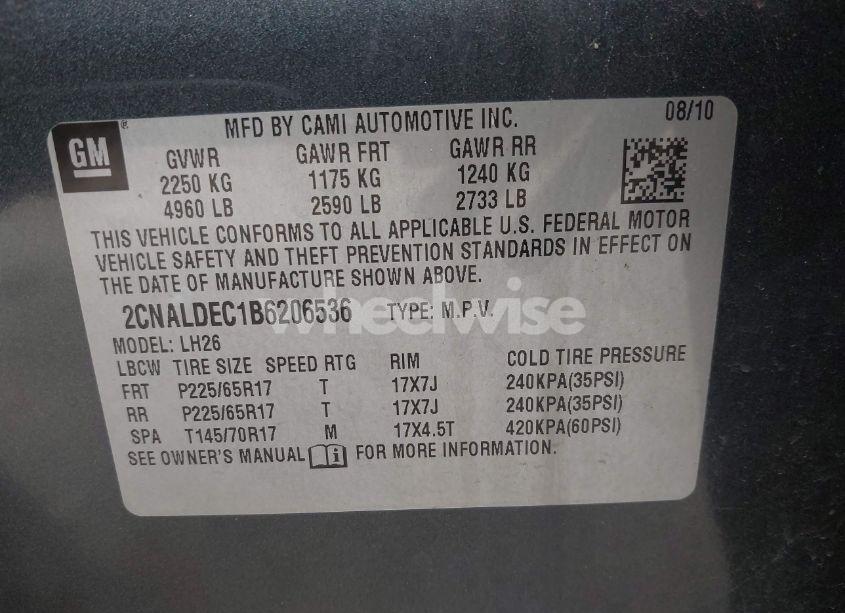 08/10
GM
®
MFD BY CAMI AUTOMOTIVE INC.
GVWR GAWR FRT GAWR RR
2250 KG 1175 KG 1240 KG
4960 LB 2590 LB 2733 LB
THIS VEHICLE CONFORMS TO ALL APPLICABLE U.S. FEDERAL MOTOR
VEHICLE SAFETY AND THEFT PREVENTION STANDARDS IN EFFECT ON
THE DATE OF MANUFACTURE SHOWN ABOVE.
2CNALDEC1B6206536 TYPE: M.P.V.
wheelwise
MODEL: LH26
LBCW TIRE SIZE SPEED RTG RIM COLD TIRE PRESSURE
FRT P225/65R17 T 17X7J 240KPA(35PSI)
RR P225/65R17 T 17X7J 240KPA(35PSI)
SPA T145/70R17 M 17X4.5T 420KPA(60PSI)
SEE OWNER'S MANUAL FOR MORE INFORMATION.